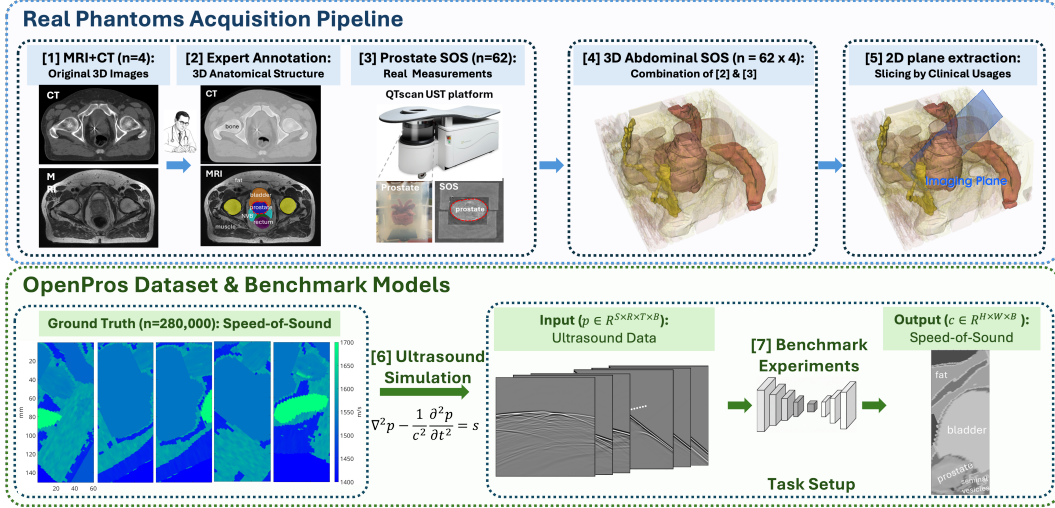 Real Phantoms Acquisition Pipeline
[1] MRI+CT (n=4):
Original 3D Images
CT
M
RI
[2] Expert Annotation:
3D Anatomical Structure
CT
bone
MRI
fat
bladder
prostate
NVB
rectum
muscle
[3] Prostate SOS (n=62):
Real Measurements
QTscan UST platform
Prostate
SOS
prostate
[4] 3D Abdominal SOS (n = 62 x 4):
Combination of [2] & [3]
[5] 2D plane extraction:
Slicing by Clinical Usages
Imaging Plane
OpenPros Dataset & Benchmark Models
Ground Truth (n=280,000): Speed-of-Sound
20
40
60
80
100
120
140
mm
20 40 60
1700
1650
1600
1550
1500
1450
1400
m/s
[6] Ultrasound
Simulation
∇²p − 1/c² ∂²p/∂t² = s
Input (p ∈ R^{S×R×T×B}):
Ultrasound Data
[7] Benchmark
Experiments
Task Setup
Output (c ∈ R^{H×W×B} ):
Speed-of-Sound
fat
bladder
prostate
seminal
vesicle